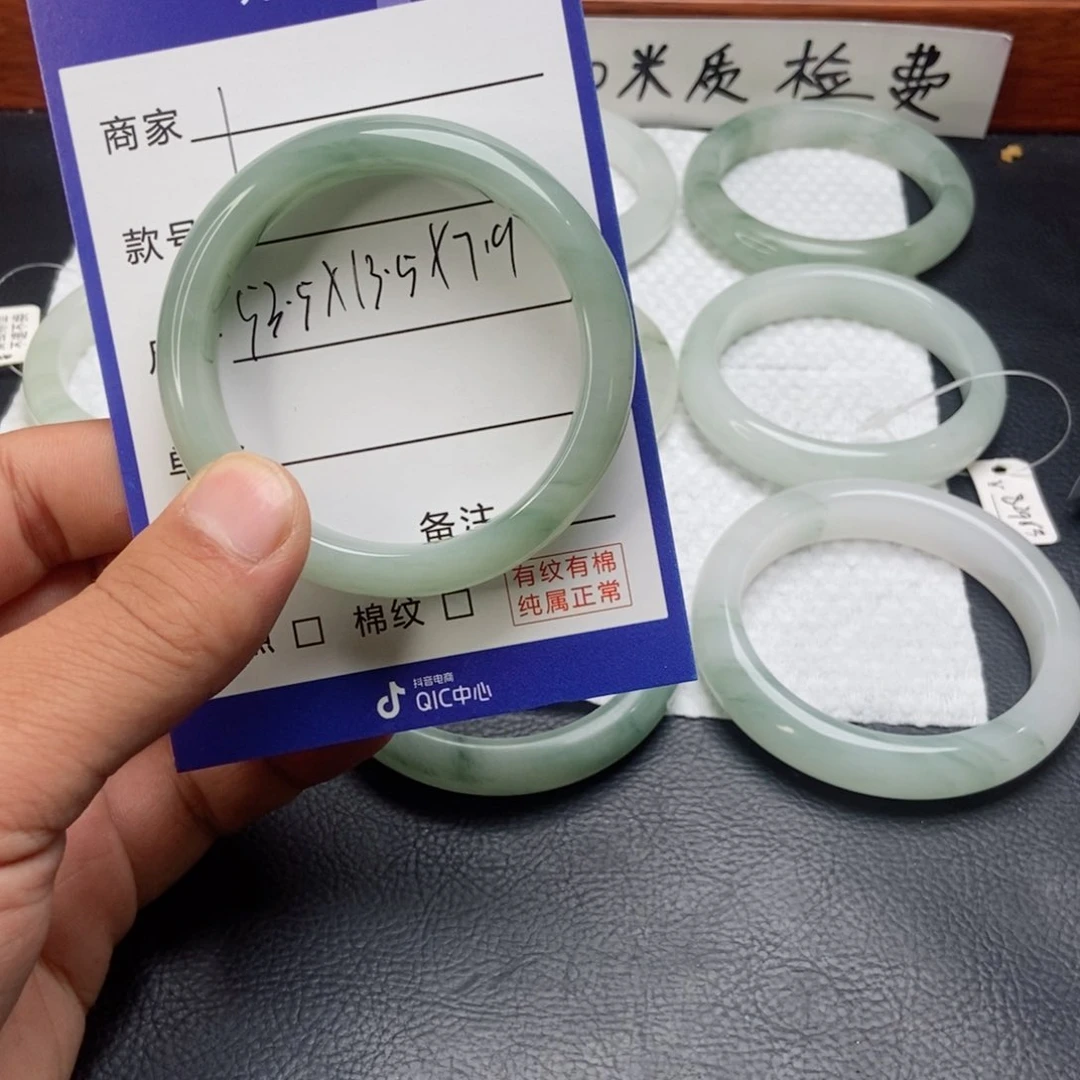 米质检费
商家
款号
53.5X13.5X7.9
备注
有纹有棉
纯属正常
棉纹
抖音电商
QIC中心